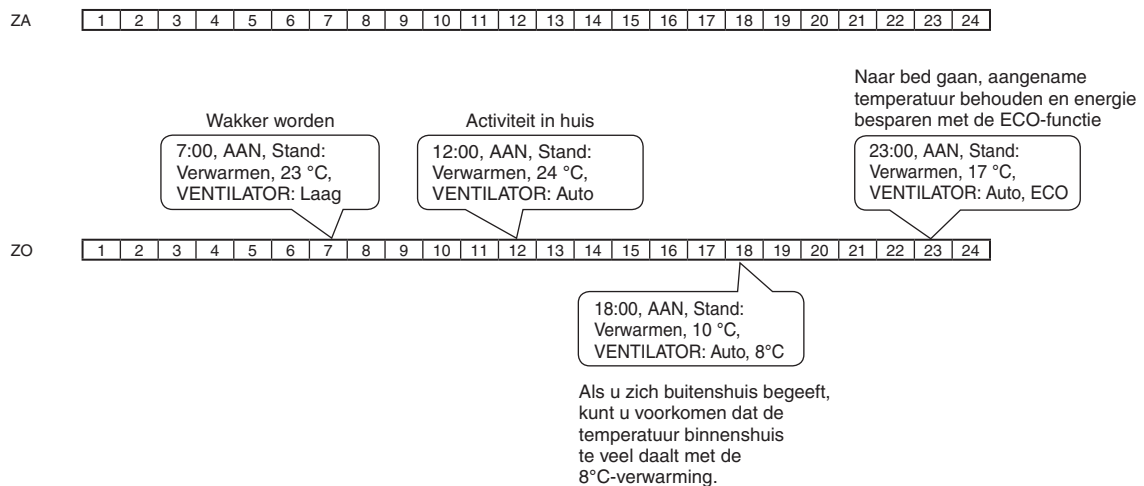 ZA 1 2 3 4 5 6 7 8 9 10 11 12 13 14 15 16 17 18 19 20 21 22 23 24
Naar bed gaan, aangename
temperatuur behouden en energie
besparen met de ECO-functie
Wakker worden
7:00, AAN, Stand:
Verwarmen, 23 °C,
VENTILATOR: Laag
Activiteit in huis
12:00, AAN, Stand:
Verwarmen, 24 °C,
VENTILATOR: Auto
23:00, AAN, Stand:
Verwarmen, 17 °C,
VENTILATOR: Auto, ECO
ZO 1 2 3 4 5 6 7 8 9 10 11 12 13 14 15 16 17 18 19 20 21 22 23 24
18:00, AAN, Stand:
Verwarmen, 10 °C,
VENTILATOR: Auto, 8°C
Als u zich buitenshuis begeeft,
kunt u voorkomen dat de
temperatuur binnenshuis
te veel daalt met de
8°C-verwarming.